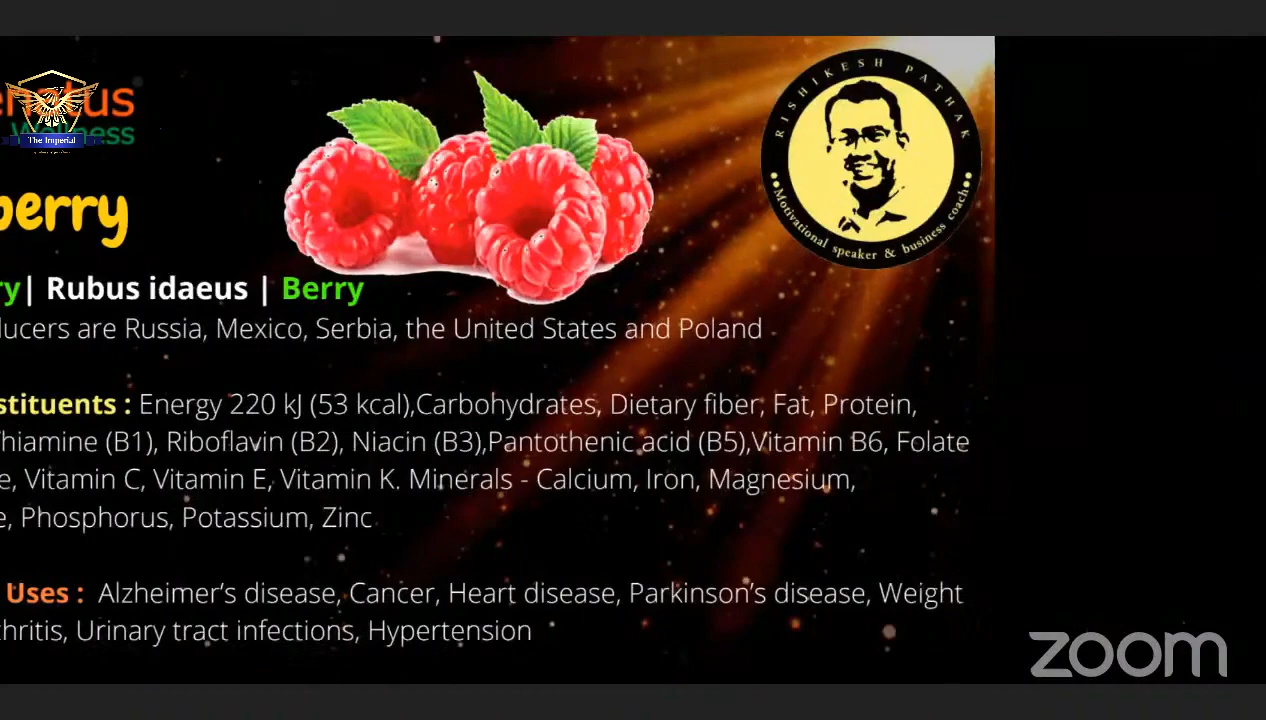 enatus
Wellness
The Imperial
RISHIKESH PATHAK
Motivational speaker & business coach
berry
ry| Rubus idaeus | Berry
ducers are Russia, Mexico, Serbia, the United States and Poland
stituents : Energy 220 kJ (53 kcal),Carbohydrates, Dietary fiber, Fat, Protein,
Thiamine (B1), Riboflavin (B2), Niacin (B3),Pantothenic acid (B5),Vitamin B6, Folate
e, Vitamin C, Vitamin E, Vitamin K. Minerals - Calcium, Iron, Magnesium,
e, Phosphorus, Potassium, Zinc
Uses : Alzheimer’s disease, Cancer, Heart disease, Parkinson’s disease, Weight
thritis, Urinary tract infections, Hypertension
zoom